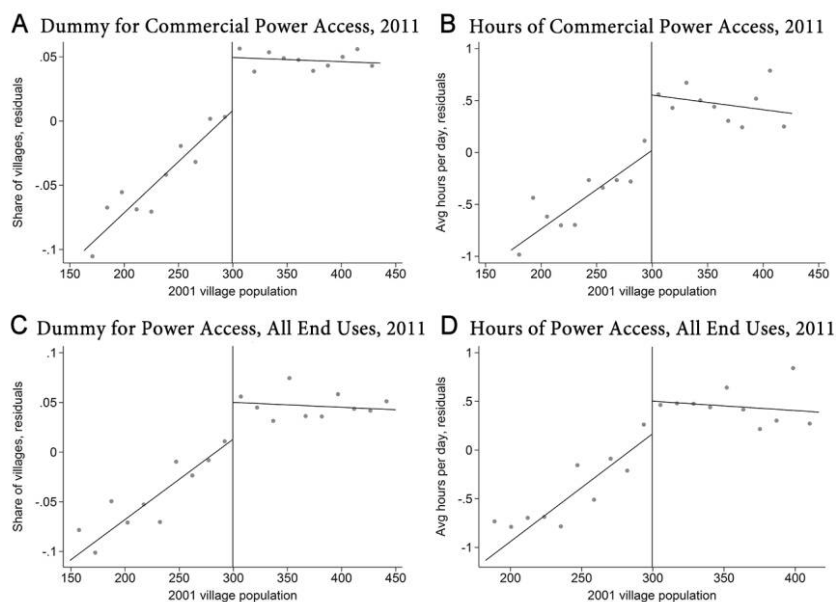 A Dummy for Commercial Power Access, 2011
Share of villages, residuals
.05
0
-.05
-.1
150 200 250 300 350 400 450
2001 village population
B Hours of Commercial Power Access, 2011
Avg hours per day, residuals
1
.5
0
-.5
-1
150 200 250 300 350 400 450
2001 village population
C Dummy for Power Access, All End Uses, 2011
Share of villages, residuals
.1
.05
0
-.05
-.1
150 200 250 300 350 400 450
2001 village population
D Hours of Power Access, All End Uses, 2011
Avg hours per day, residuals
1
.5
0
-.5
-1
200 250 300 350 400
2001 village population